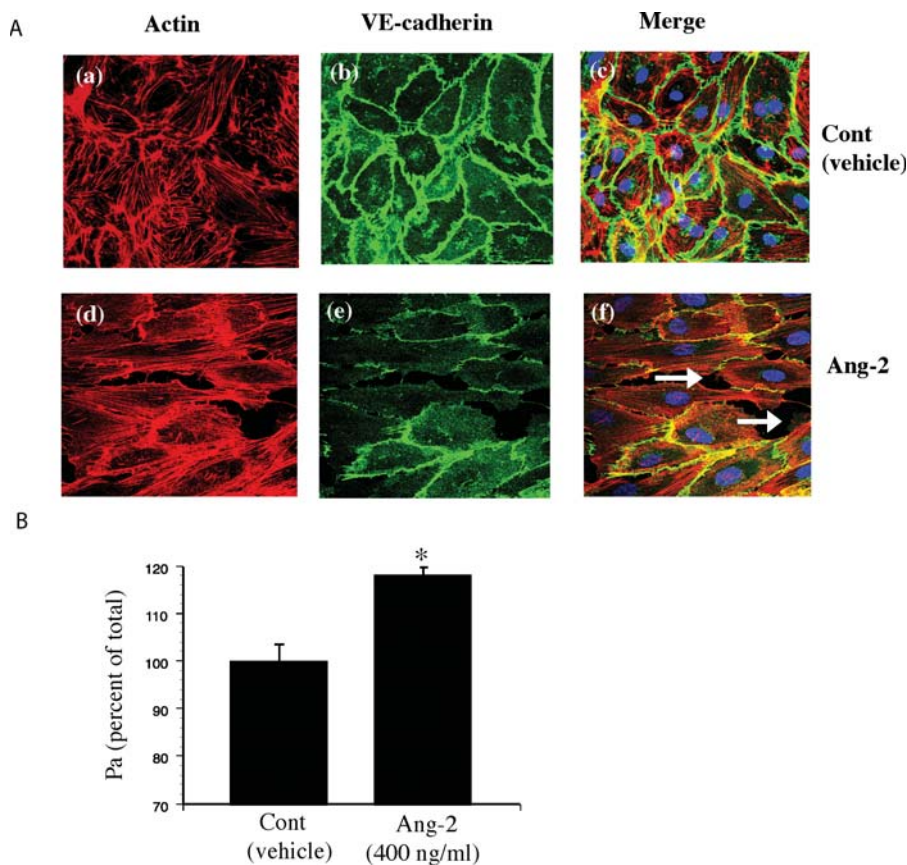 A
Actin
VE-cadherin
Merge
(a)
(b)
(c)
Cont
(vehicle)
(d)
(e)
(f)
Ang-2
B
Pa (percent of total)
120
110
100
90
80
70
*
Cont
(vehicle)
Ang-2
(400 ng/ml)